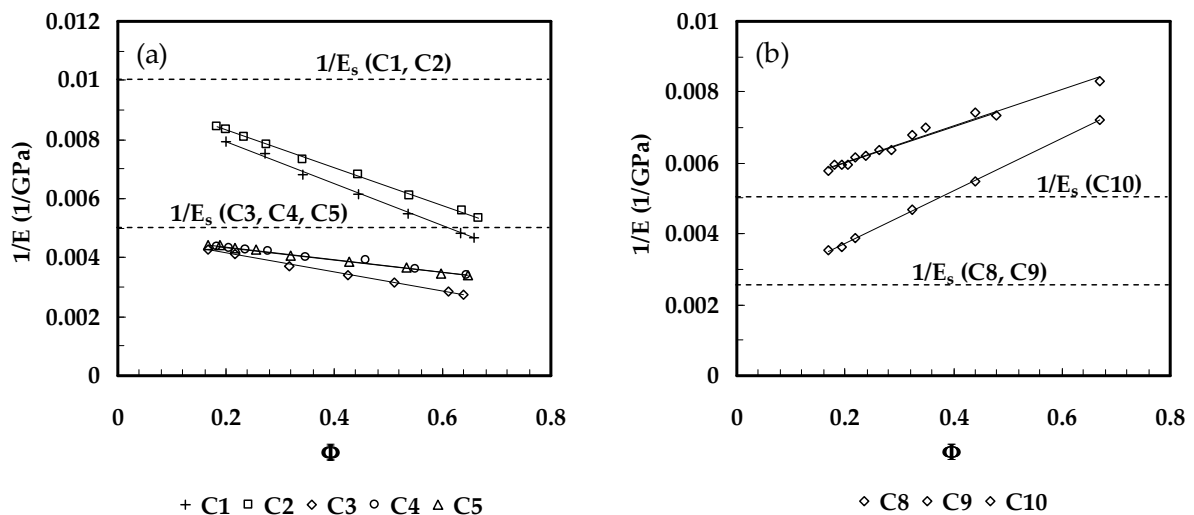 (a)
1/E (1/GPa)
0.012
0.01
0.008
0.006
0.004
0.002
0
1/Es (C1, C2)
1/Es (C3, C4, C5)
0 0.2 0.4 0.6 0.8
Φ
C1 C2 C3 C4 C5
(b)
1/E (1/GPa)
0.01
0.008
0.006
0.004
0.002
0
1/Es (C10)
1/Es (C8, C9)
0 0.2 0.4 0.6 0.8
Φ
C8 C9 C10